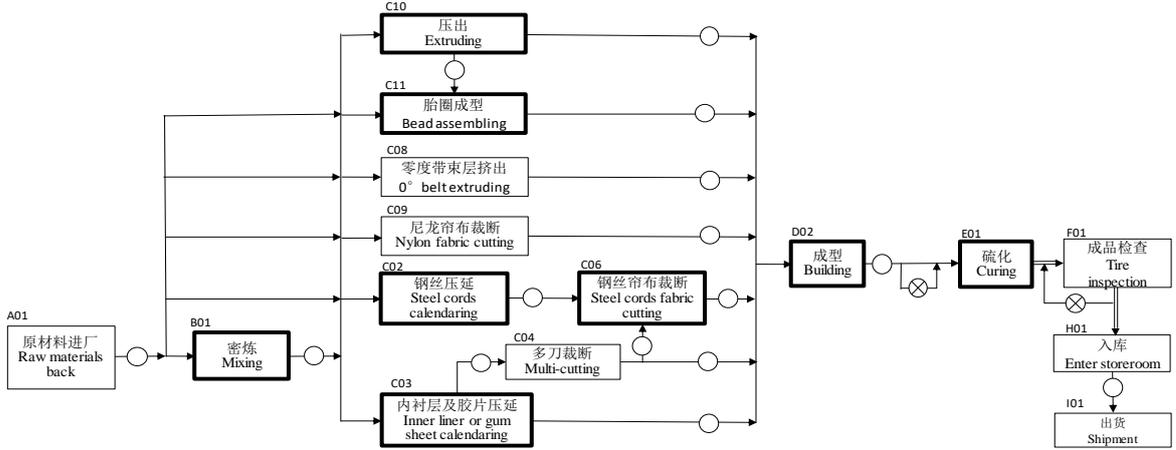 A01
原材料进厂
Raw materials
back
B01
密炼
Mixing
C10
压出
Extruding
C11
胎圈成型
Bead assembling
C08
零度带束层挤出
0° belt extruding
C09
尼龙帘布裁断
Nylon fabric cutting
C02
钢丝压延
Steel cords
calendaring
C06
钢丝帘布裁断
Steel cords fabric
cutting
C04
多刀裁断
Multi-cutting
C03
内衬层及胶片压延
Inner liner or gum
sheet calendaring
D02
成型
Building
E01
硫化
Curing
F01
成品检查
Tire
inspection
H01
入库
Enter storeroom
I01
出货
Shipment